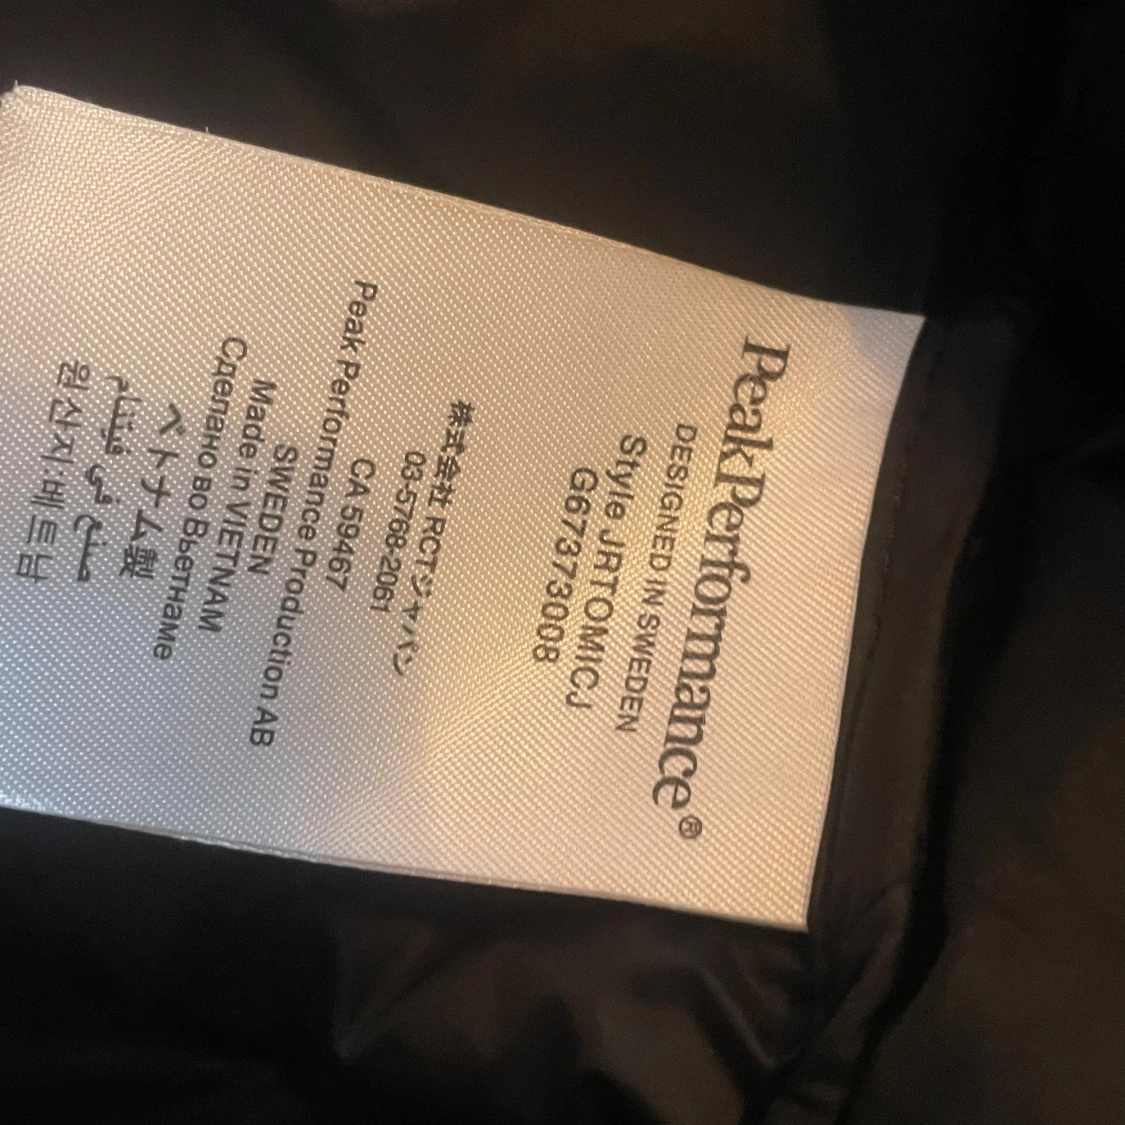 PeakPerformance®
DESIGNED IN SWEDEN
Style JRTOMICJ
G67373008
株式会社 RCTジャパン
03-5768-2061
CA 59467
Peak Performance Production AB
SWEDEN
Made in VIETNAM
Сделано во Вьетнаме
ベトナム製
صنع في فيتنام
원산지:베트남